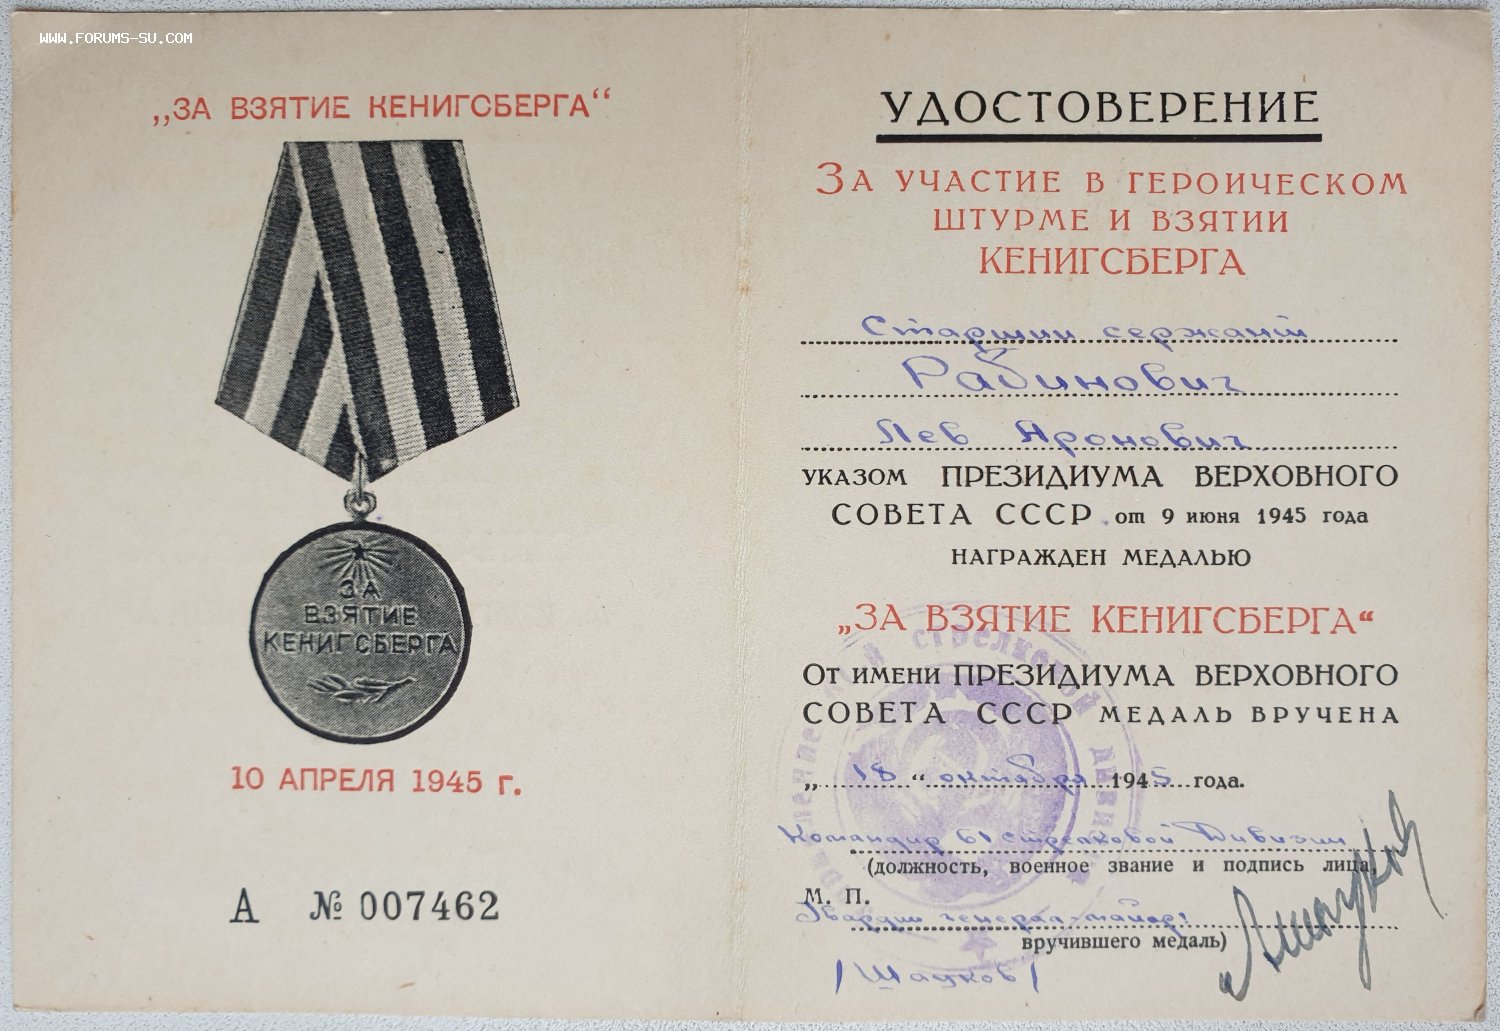 WWW.FORUMS-SU.COM
„ЗА ВЗЯТИЕ КЕНИГСБЕРГА“
ЗА
ВЗЯТИЕ
КЕНИГСБЕРГА
10 АПРЕЛЯ 1945 г.
А № 007462
УДОСТОВЕРЕНИЕ
ЗА УЧАСТИЕ В ГЕРОИЧЕСКОМ
ШТУРМЕ И ВЗЯТИИ
КЕНИГСБЕРГА
Старший сержант
Рабинович
Лев Аронович
УКАЗОМ ПРЕЗИДИУМА ВЕРХОВНОГО
СОВЕТА СССР от 9 июня 1945 года
НАГРАЖДЕН МЕДАЛЬЮ
„ЗА ВЗЯТИЕ КЕНИГСБЕРГА“
ОТ ИМЕНИ ПРЕЗИДИУМА ВЕРХОВНОГО
СОВЕТА СССР МЕДАЛЬ ВРУЧЕНА
„18“ октября 1945 года.
Командир 61 стрелковой Дивизии
(должность, военное звание и подпись лица,
М. П.
Гвардии генерал-майор
вручившего медаль)
/Шацков/
стрелковой